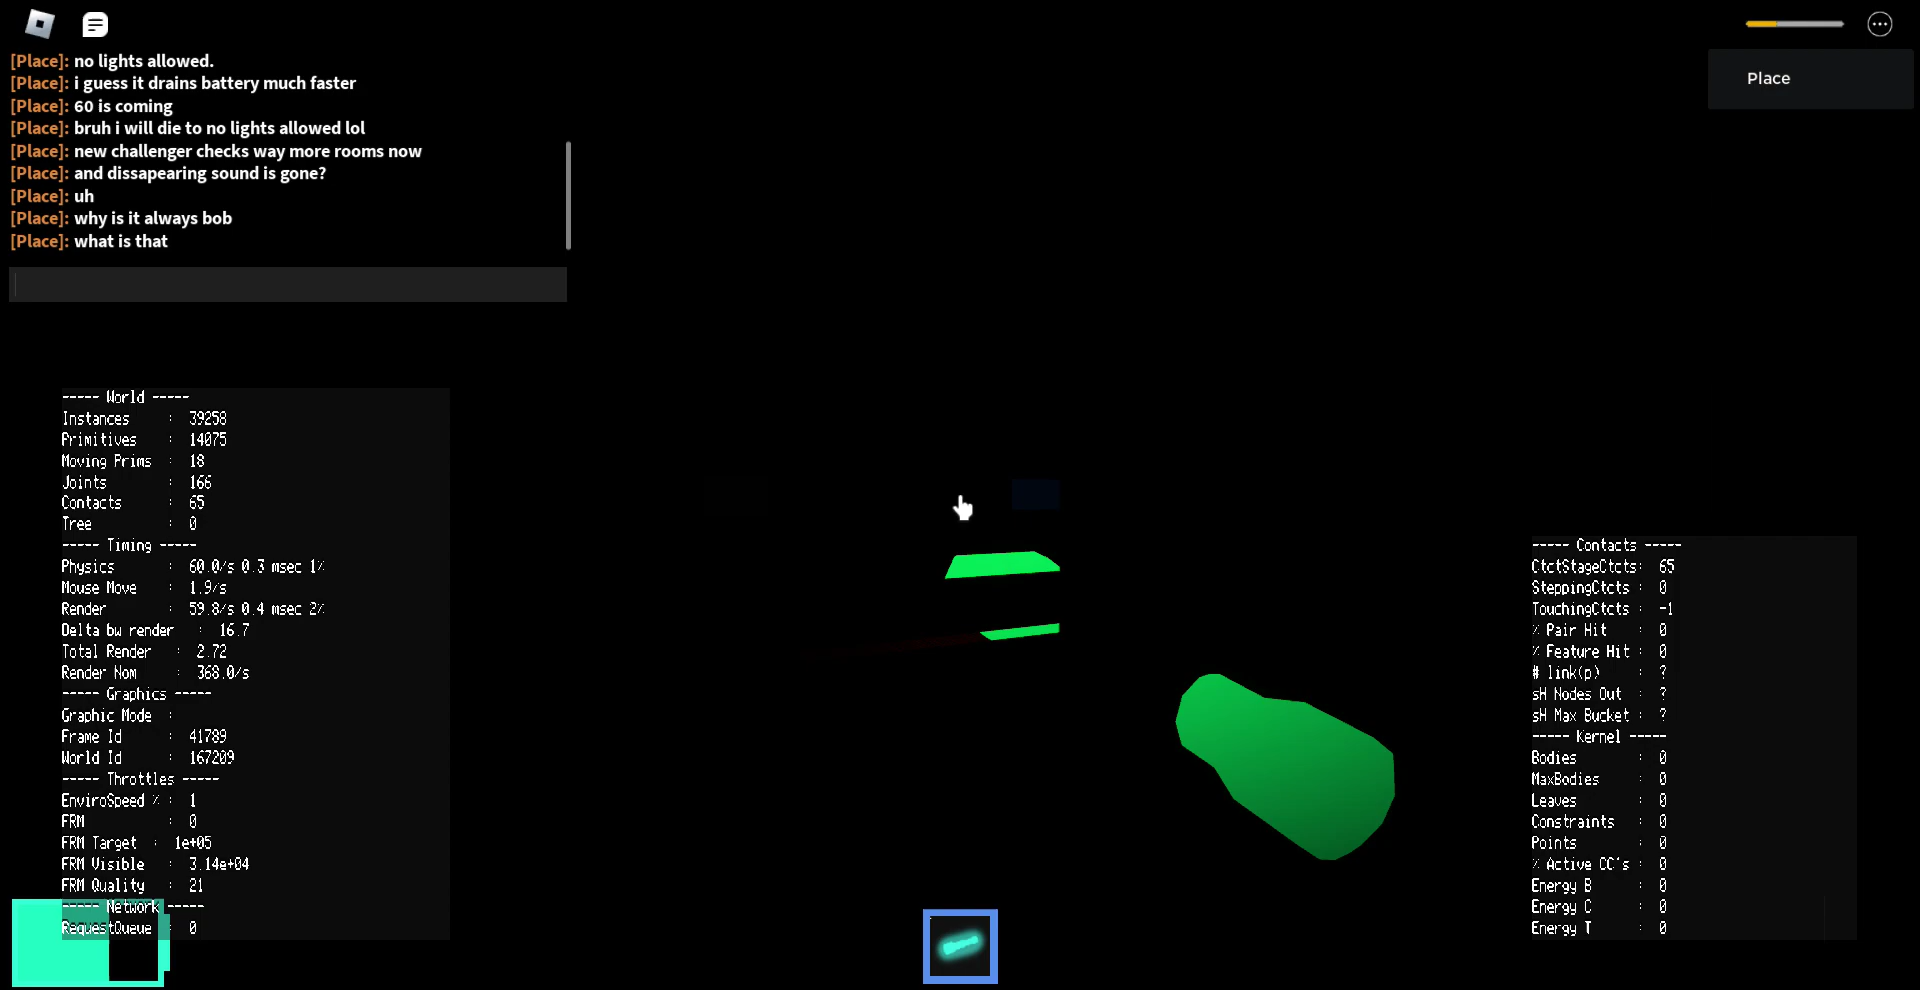 [Place]: no lights allowed.
[Place]: i guess it drains battery much faster
[Place]: 60 is coming
[Place]: bruh i will die to no lights allowed lol
[Place]: new challenger checks way more rooms now
[Place]: and dissapearing sound is gone?
[Place]: uh
[Place]: why is it always bob
[Place]: what is that
Place
----- World -----
Instances : 39258
Primitives : 14075
Moving Prims : 18
Joints : 166
Contacts : 65
Tree : 0
----- Timing -----
Physics : 60.0/s 0.3 msec 1%
Mouse Move : 1.9/s
Render : 59.8/s 0.4 msec 2%
Delta bw render : 16.7
Total Render : 2.72
Render Nom : 368.0/s
----- Graphics -----
Graphic Mode :
Frame Id : 41789
World Id : 167209
----- Throttles -----
EnviroSpeed % : 1
FRM : 0
FRM Target : 1e+05
FRM Visible : 3.14e+04
FRM Quality : 21
----- Network -----
RequestQueue : 0
----- Contacts -----
CtctStageCtcts: 65
SteppingCtcts : 0
TouchingCtcts : -1
% Pair Hit : 0
% Feature Hit : 0
# link(p) : ?
sH Nodes Out : ?
sH Max Bucket : ?
----- Kernel -----
Bodies : 0
MaxBodies : 0
Leaves : 0
Constraints : 0
Points : 0
% Active CC's : 0
Energy B : 0
Energy C : 0
Energy T : 0